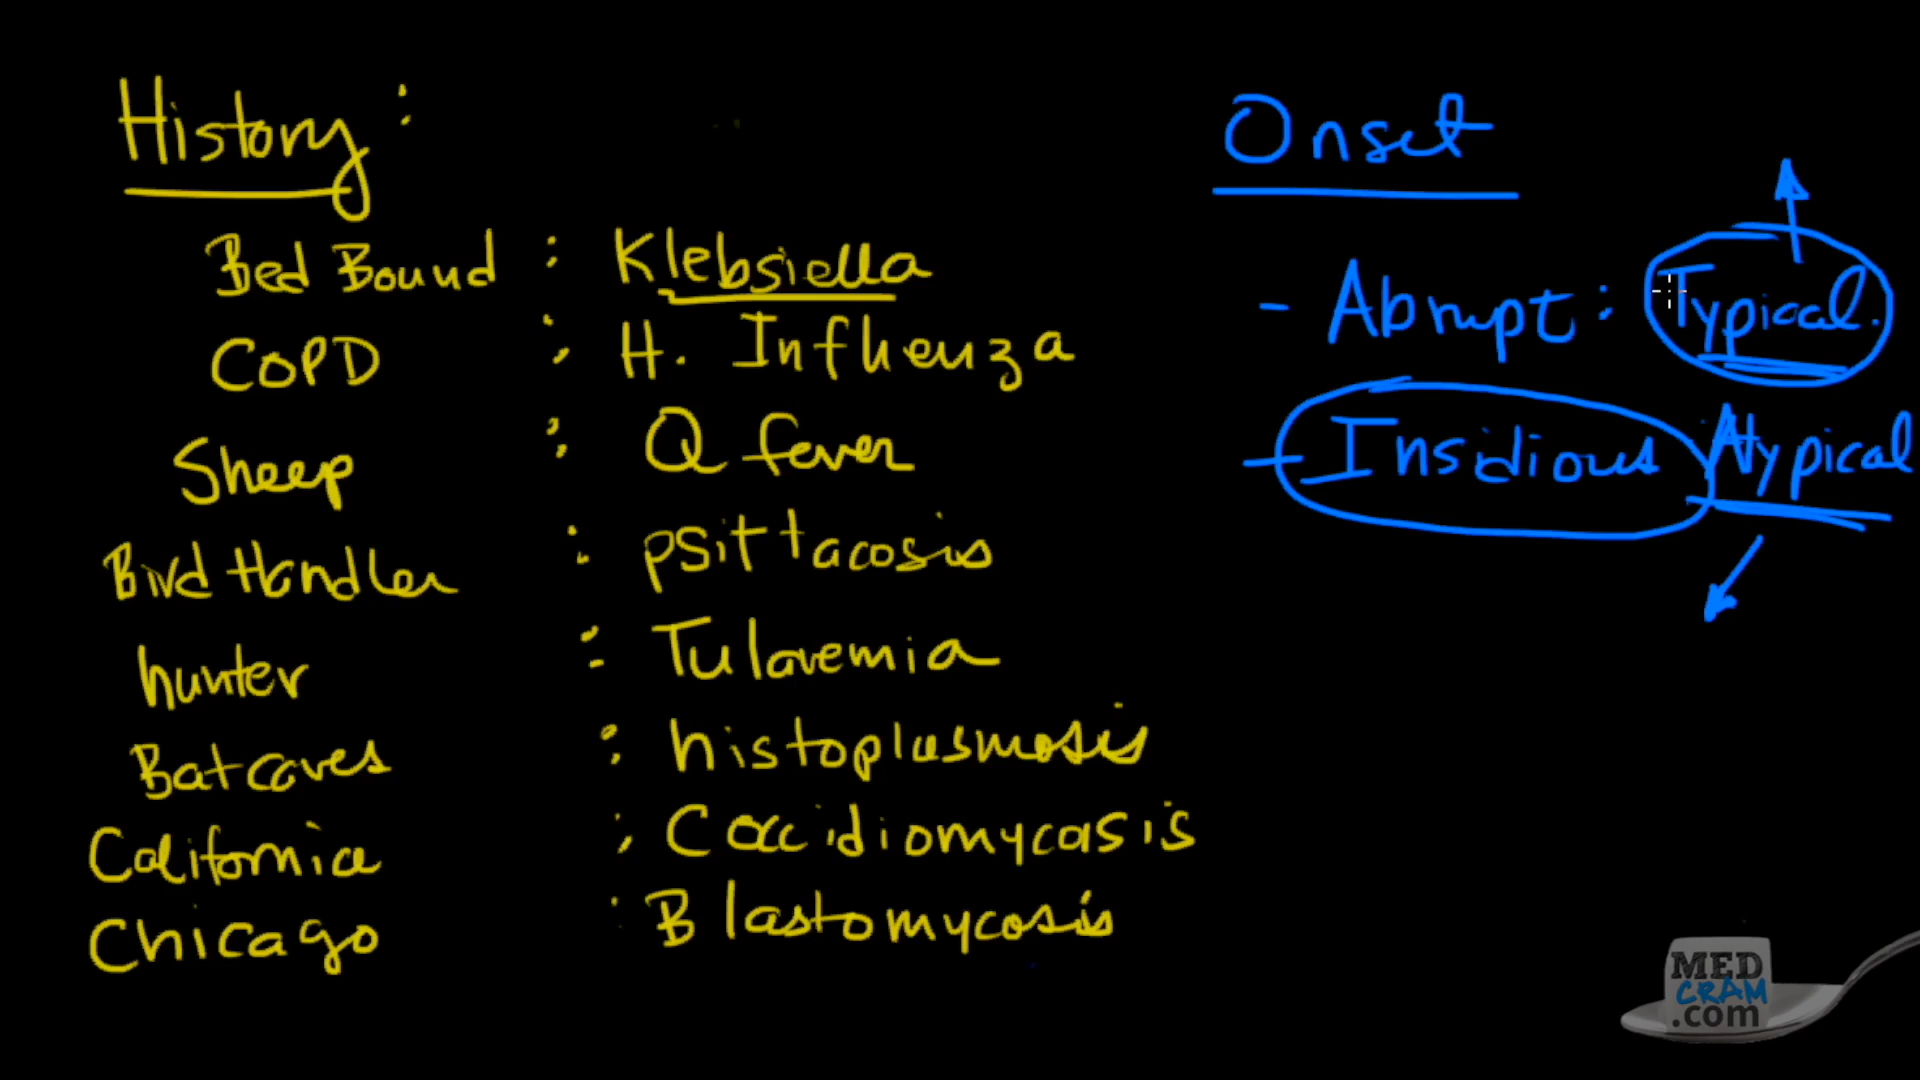 History:
Bed Bound : Klebsiella
COPD : H. Influenza
Sheep : Q fever
Bird Handler : psittacosis
hunter : Tularemia
Bat caves : histoplasmosis
California : Coccidiomycosis
Chicago : Blastomycosis
Onset
- Abrupt : Typical.
- Insidious Atypical
MED
CRAM
.com